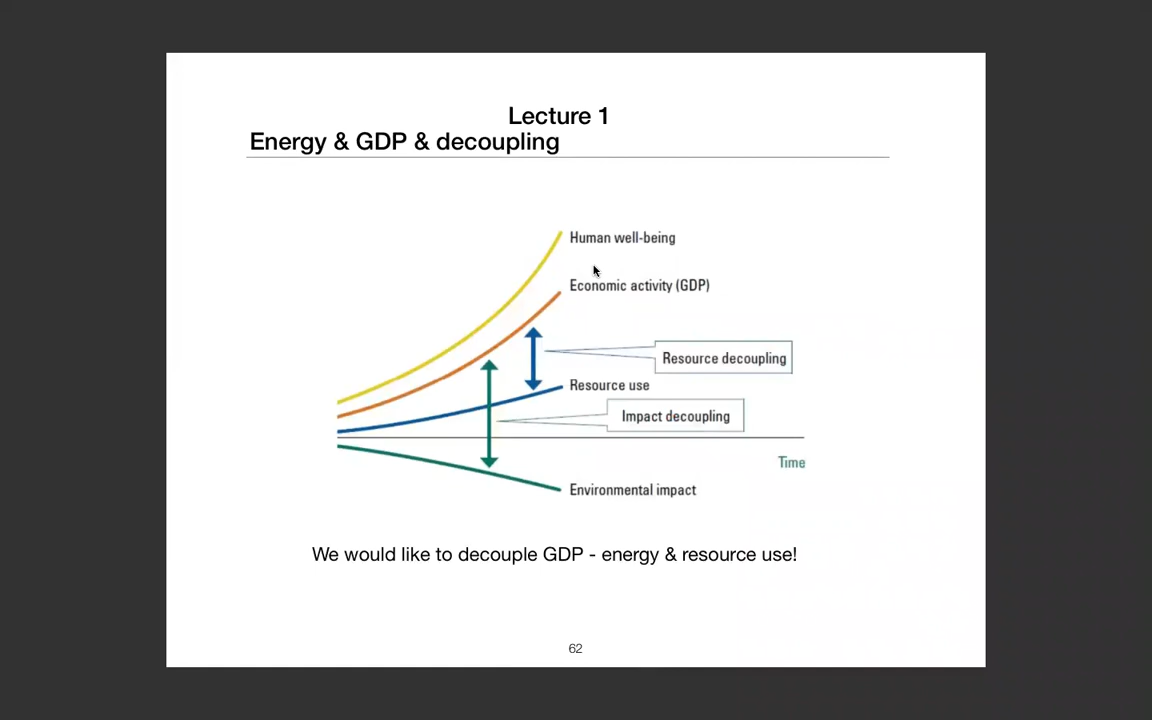 Lecture 1
Energy & GDP & decoupling
Human well-being
Economic activity (GDP)
Resource decoupling
Resource use
Impact decoupling
Time
Environmental impact
We would like to decouple GDP - energy & resource use!
62